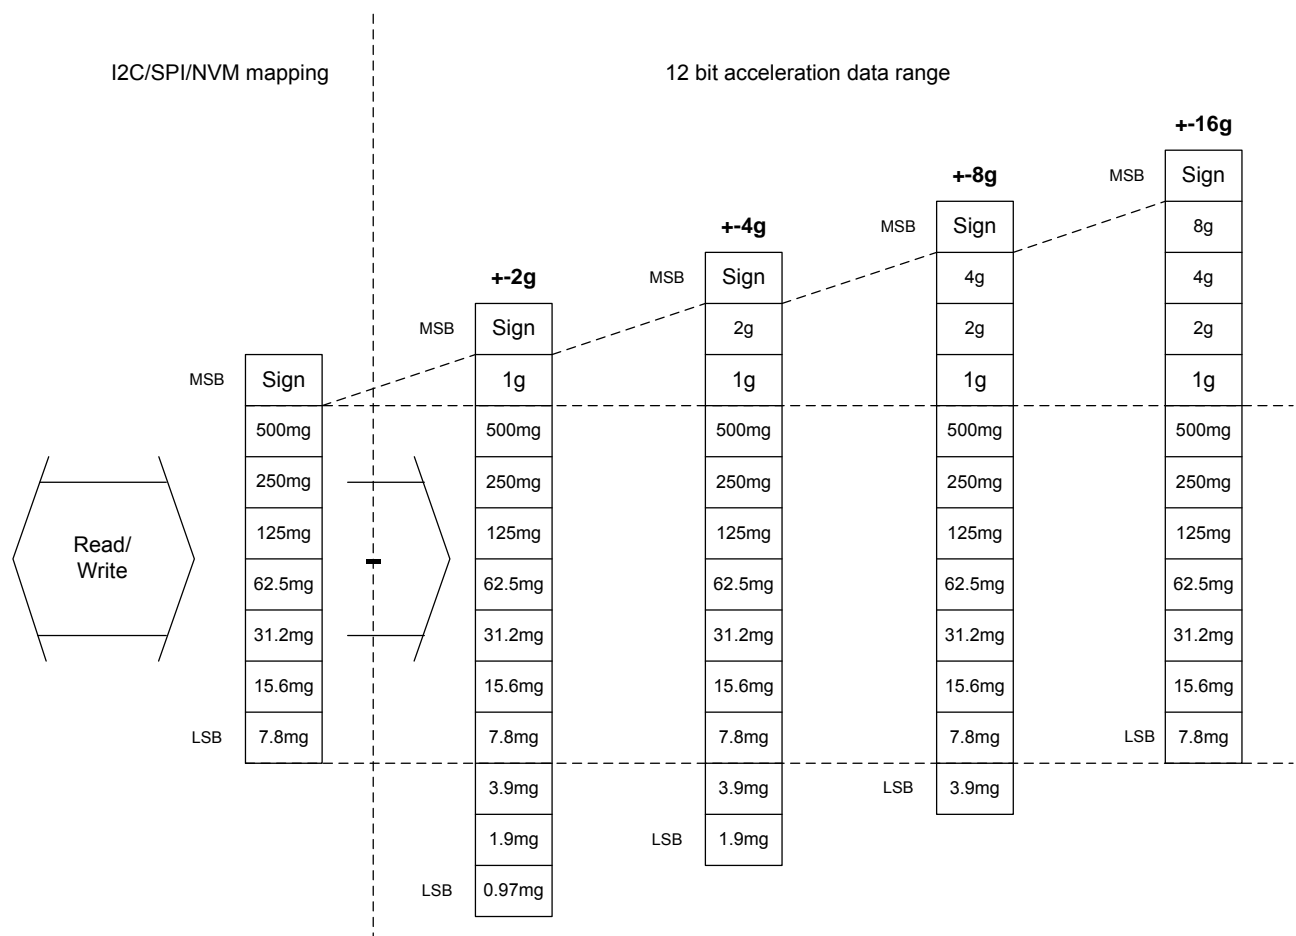 I2C/SPI/NVM mapping
12 bit acceleration data range
Read/
Write
MSB
Sign
500mg
250mg
125mg
62.5mg
31.2mg
15.6mg
LSB
7.8mg
+-2g
MSB
Sign
1g
500mg
250mg
125mg
62.5mg
31.2mg
15.6mg
7.8mg
3.9mg
1.9mg
LSB
0.97mg
+-4g
MSB
Sign
2g
1g
500mg
250mg
125mg
62.5mg
31.2mg
15.6mg
7.8mg
3.9mg
LSB
1.9mg
+-8g
MSB
Sign
4g
2g
1g
500mg
250mg
125mg
62.5mg
31.2mg
15.6mg
7.8mg
LSB
3.9mg
+-16g
MSB
Sign
8g
4g
2g
1g
500mg
250mg
125mg
62.5mg
31.2mg
15.6mg
LSB
7.8mg